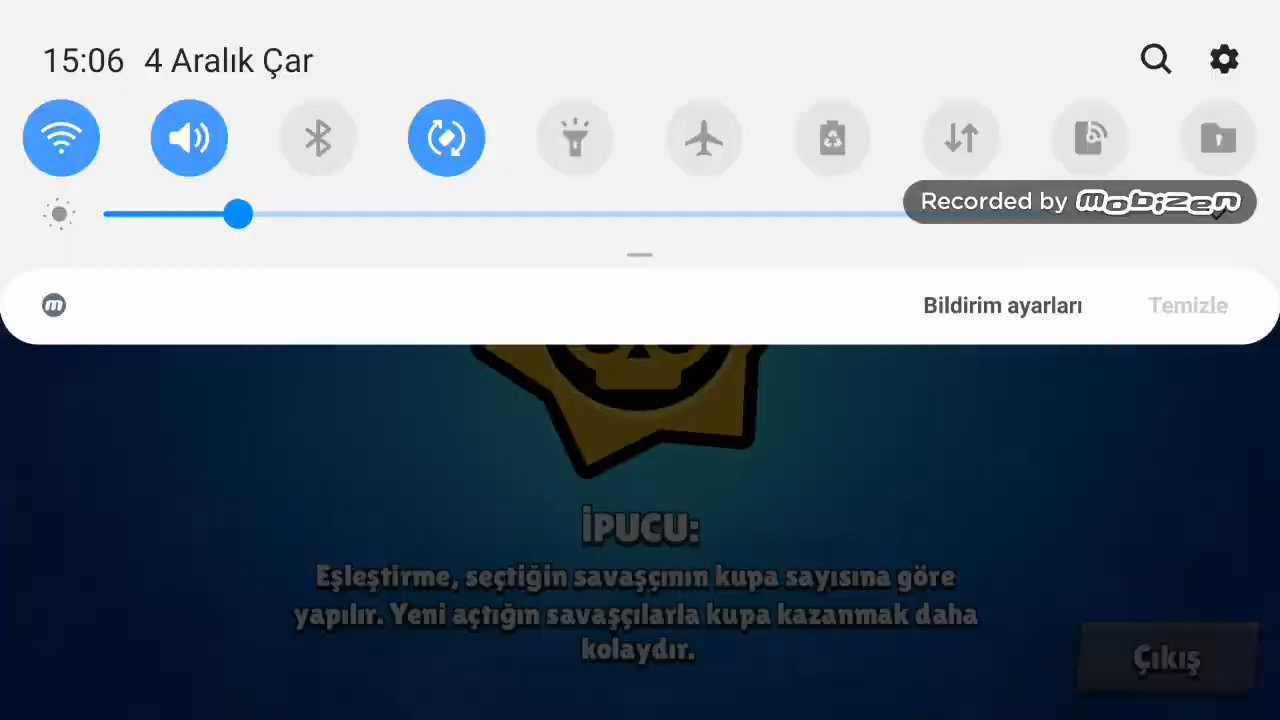 15:06 4 Aralık Çar
Recorded by mobizen
m
Bildirim ayarları Temizle
İPUCU:
Eşleştirme, seçtiğin savaşçının kupa sayısına göre
yapılır. Yeni açtığın savaşçılarla kupa kazanmak daha
kolaydır.
Çıkış